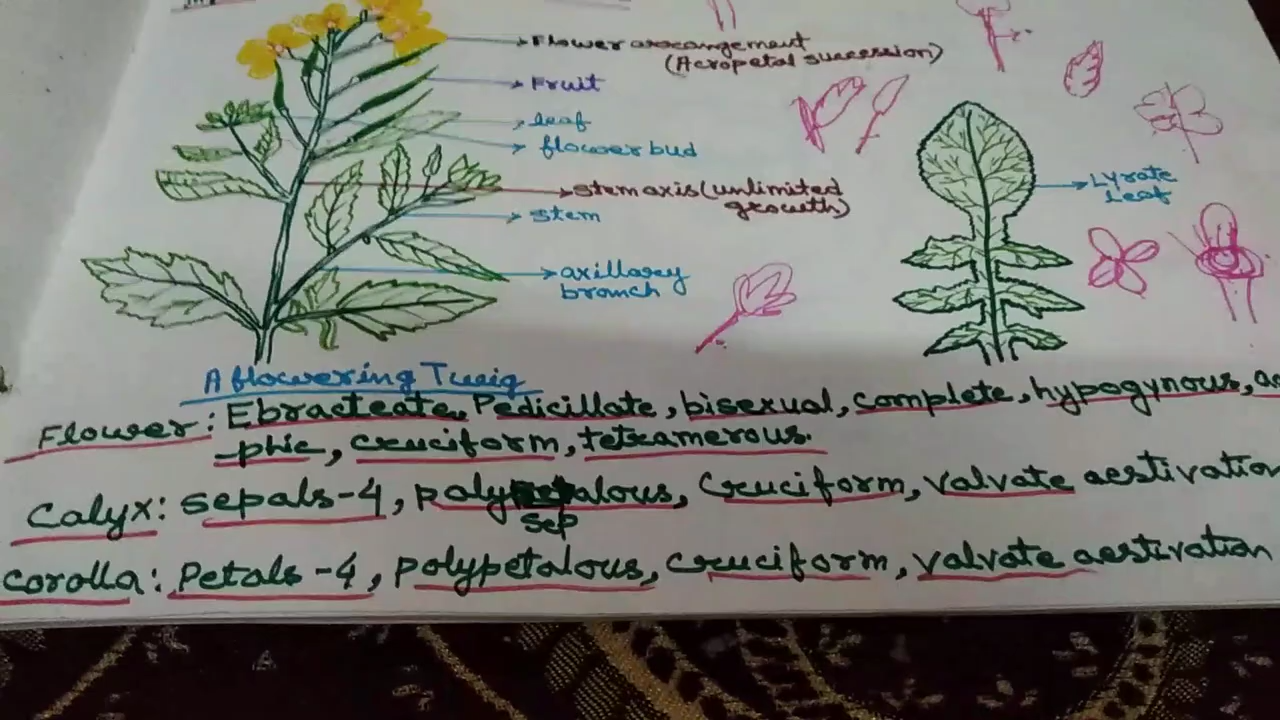 Flower arrangement
(Acropetal succession)
Fruit
leaf
flower bud
stem axis (unlimited
growth)
stem
axillary
branch
Lyrate
leaf
A flowering Twig
Flower: Ebracteate, Pedicillate, bisexual, complete, hypogynous,
-phic, cruciform, tetramerous.
Calyx: sepals-4, polysepalous, Cruciform, valvate aestivation
Corolla: Petals-4, polypetalous, Cruciform, valvate aestivation